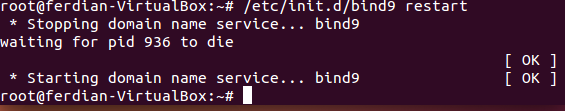 root@ferdian-VirtualBox:~# /etc/init.d/bind9 restart
 * Stopping domain name service... bind9
waiting for pid 936 to die
[ OK ]
 * Starting domain name service... bind9 [ OK ]
root@ferdian-VirtualBox:~#